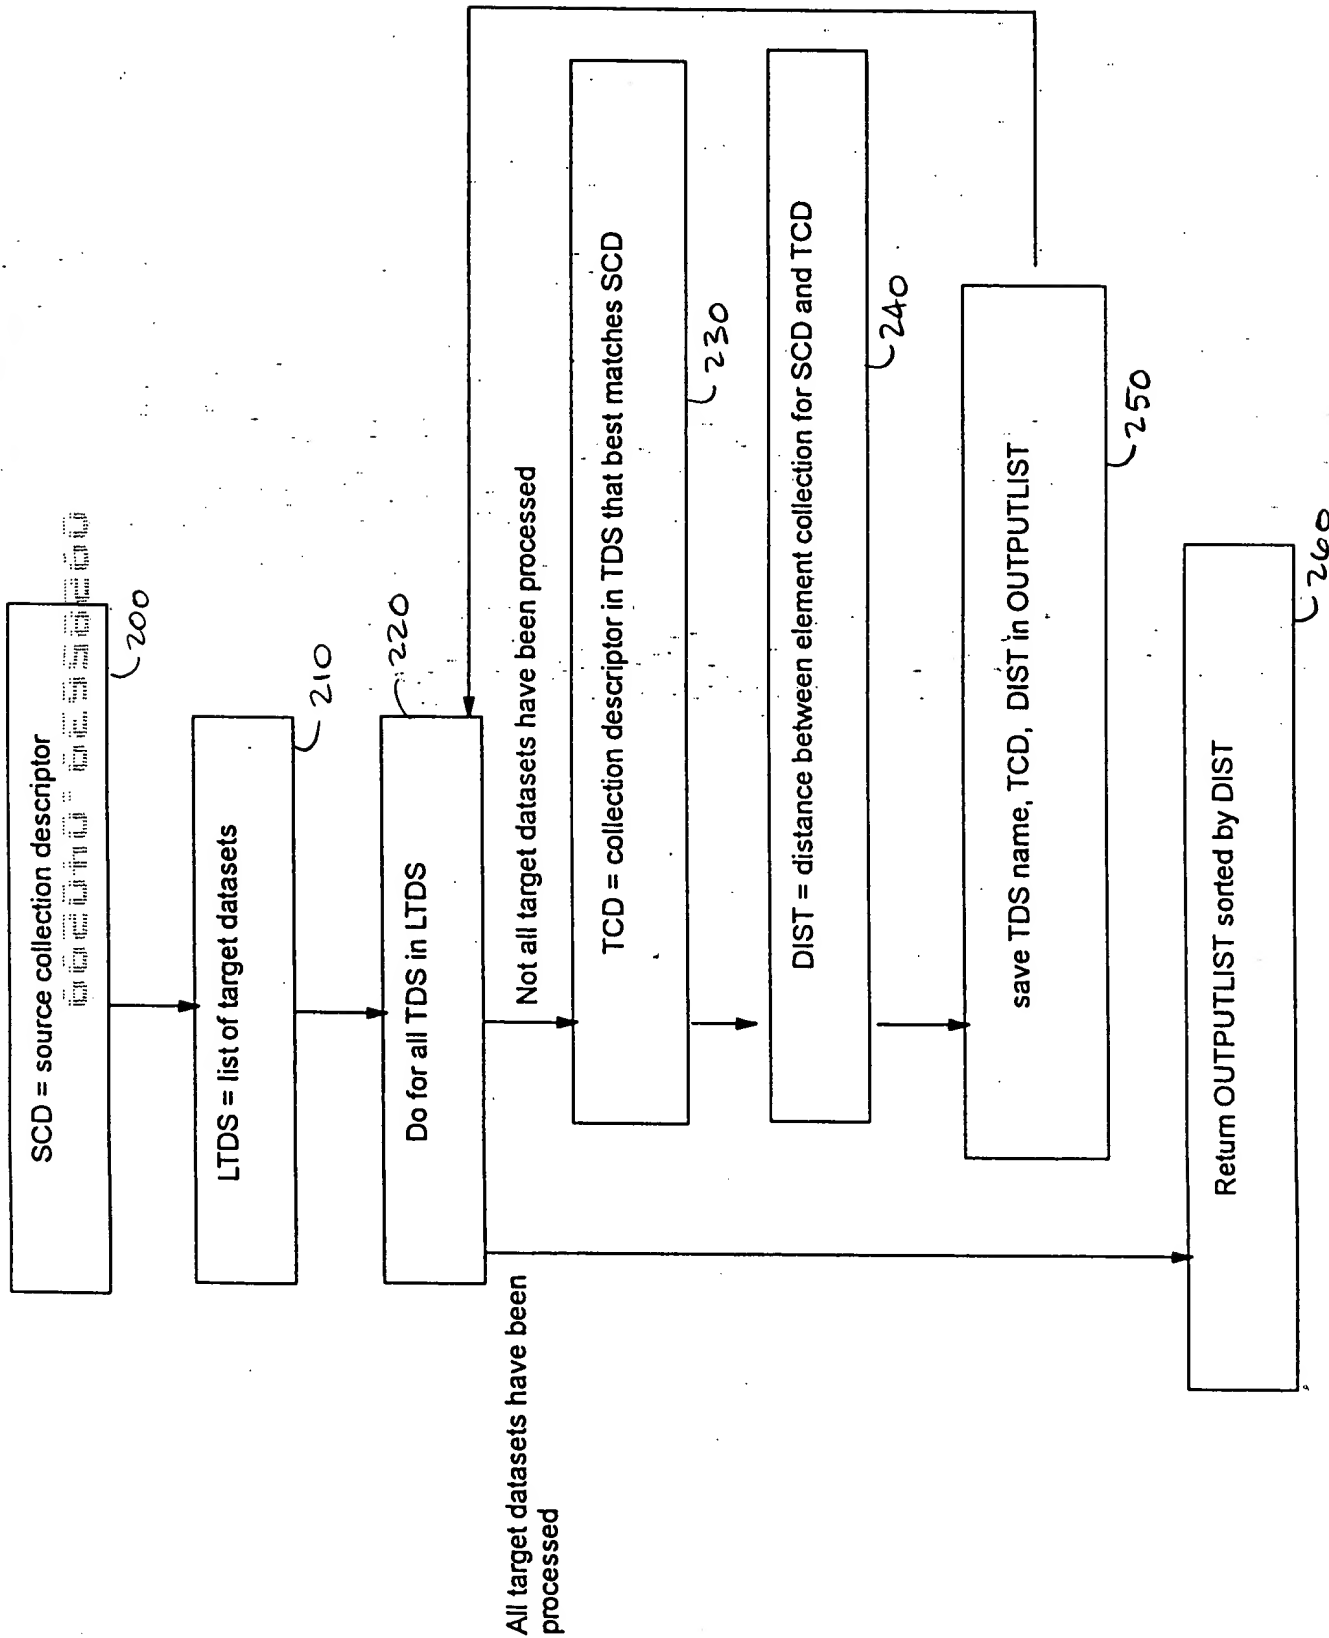 SCD = source collection descriptor
200
LTDS = list of target datasets
210
Do for all TDS in LTDS
220
Not all target datasets have been processed
TCD = collection descriptor in TDS that best matches SCD
230
DIST = distance between element collection for SCD and TCD
240
save TDS name, TCD, DIST in OUTPUTLIST
250
All target datasets have been
processed
Return OUTPUTLIST sorted by DIST
260